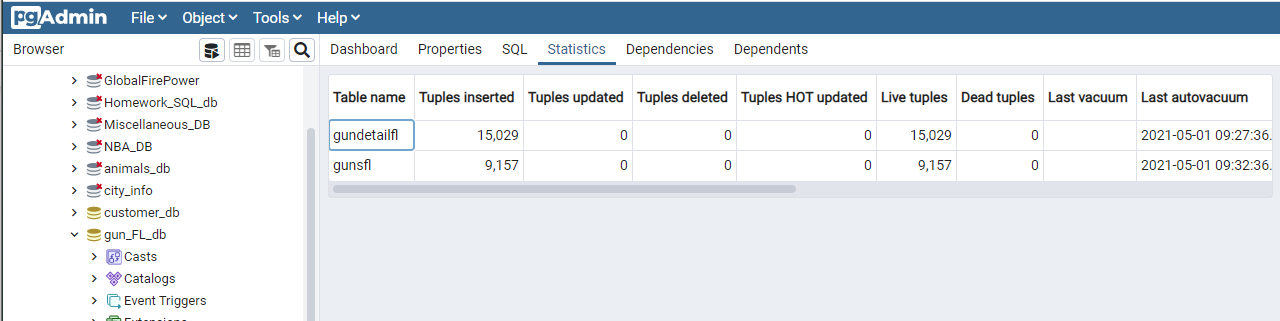 pgAdmin File Object Tools Help
Browser
Dashboard Properties SQL Statistics Dependencies Dependents
GlobalFirePower
Homework_SQL_db
Miscellaneous_DB
NBA_DB
animals_db
city_info
customer_db
gun_FL_db
Casts
Catalogs
Event Triggers
Extensions
Table name Tuples inserted Tuples updated Tuples deleted Tuples HOT updated Live tuples Dead tuples Last vacuum Last autovacuum
gundetailfl 15,029 0 0 0 15,029 0 2021-05-01 09:27:36.
gunsfl 9,157 0 0 0 9,157 0 2021-05-01 09:32:36.